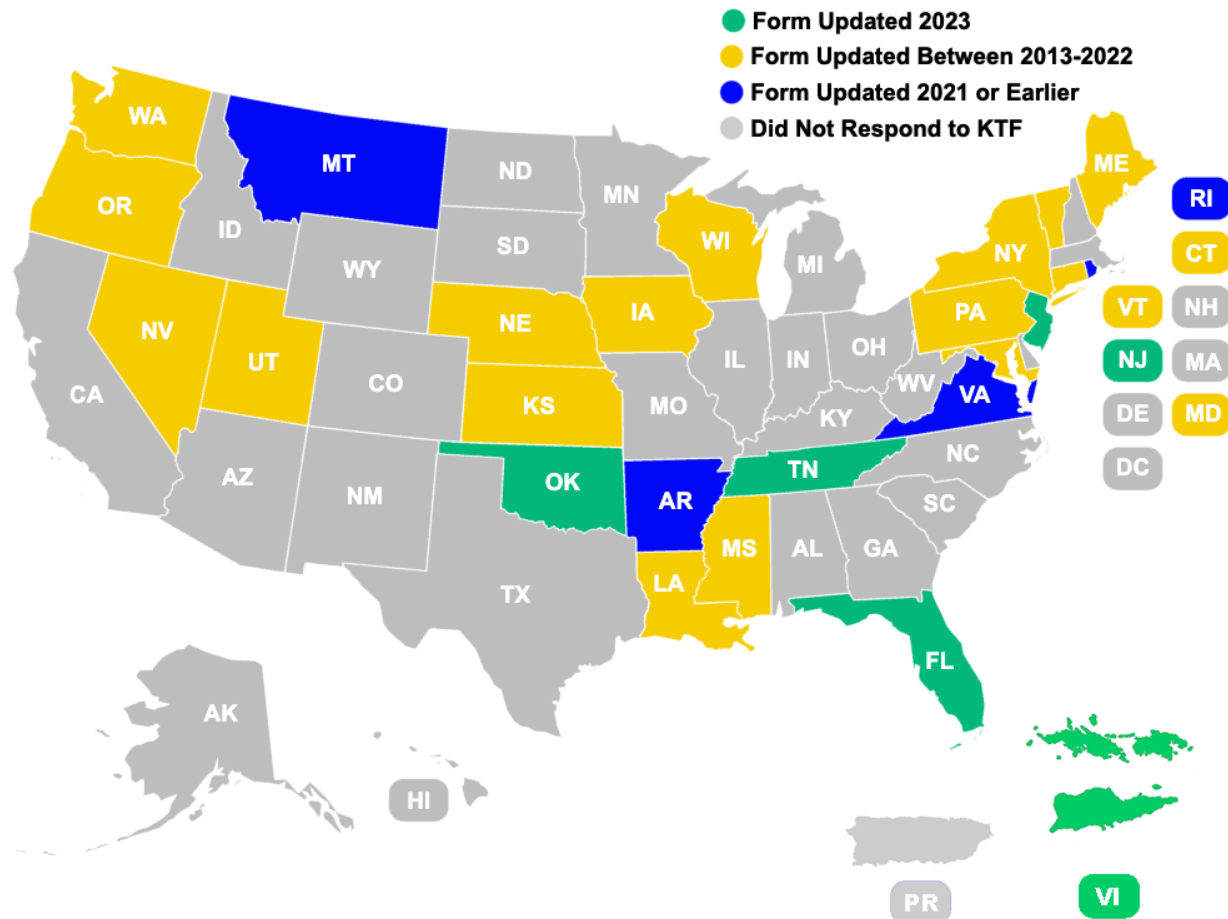 Form Updated 2023
Form Updated Between 2013-2022
Form Updated 2021 or Earlier
Did Not Respond to KTF
WA
MT
ND
MN
ME
OR
ID
SD
WI
NY
RI
WY
MI
CT
NV
NE
IA
PA
VT
NH
UT
CO
IL
IN
OH
NJ
MA
CA
KS
MO
WV
VA
KY
DE
MD
AZ
NM
OK
AR
TN
NC
DC
SC
MS
AL
GA
TX
LA
FL
AK
HI
PR
VI